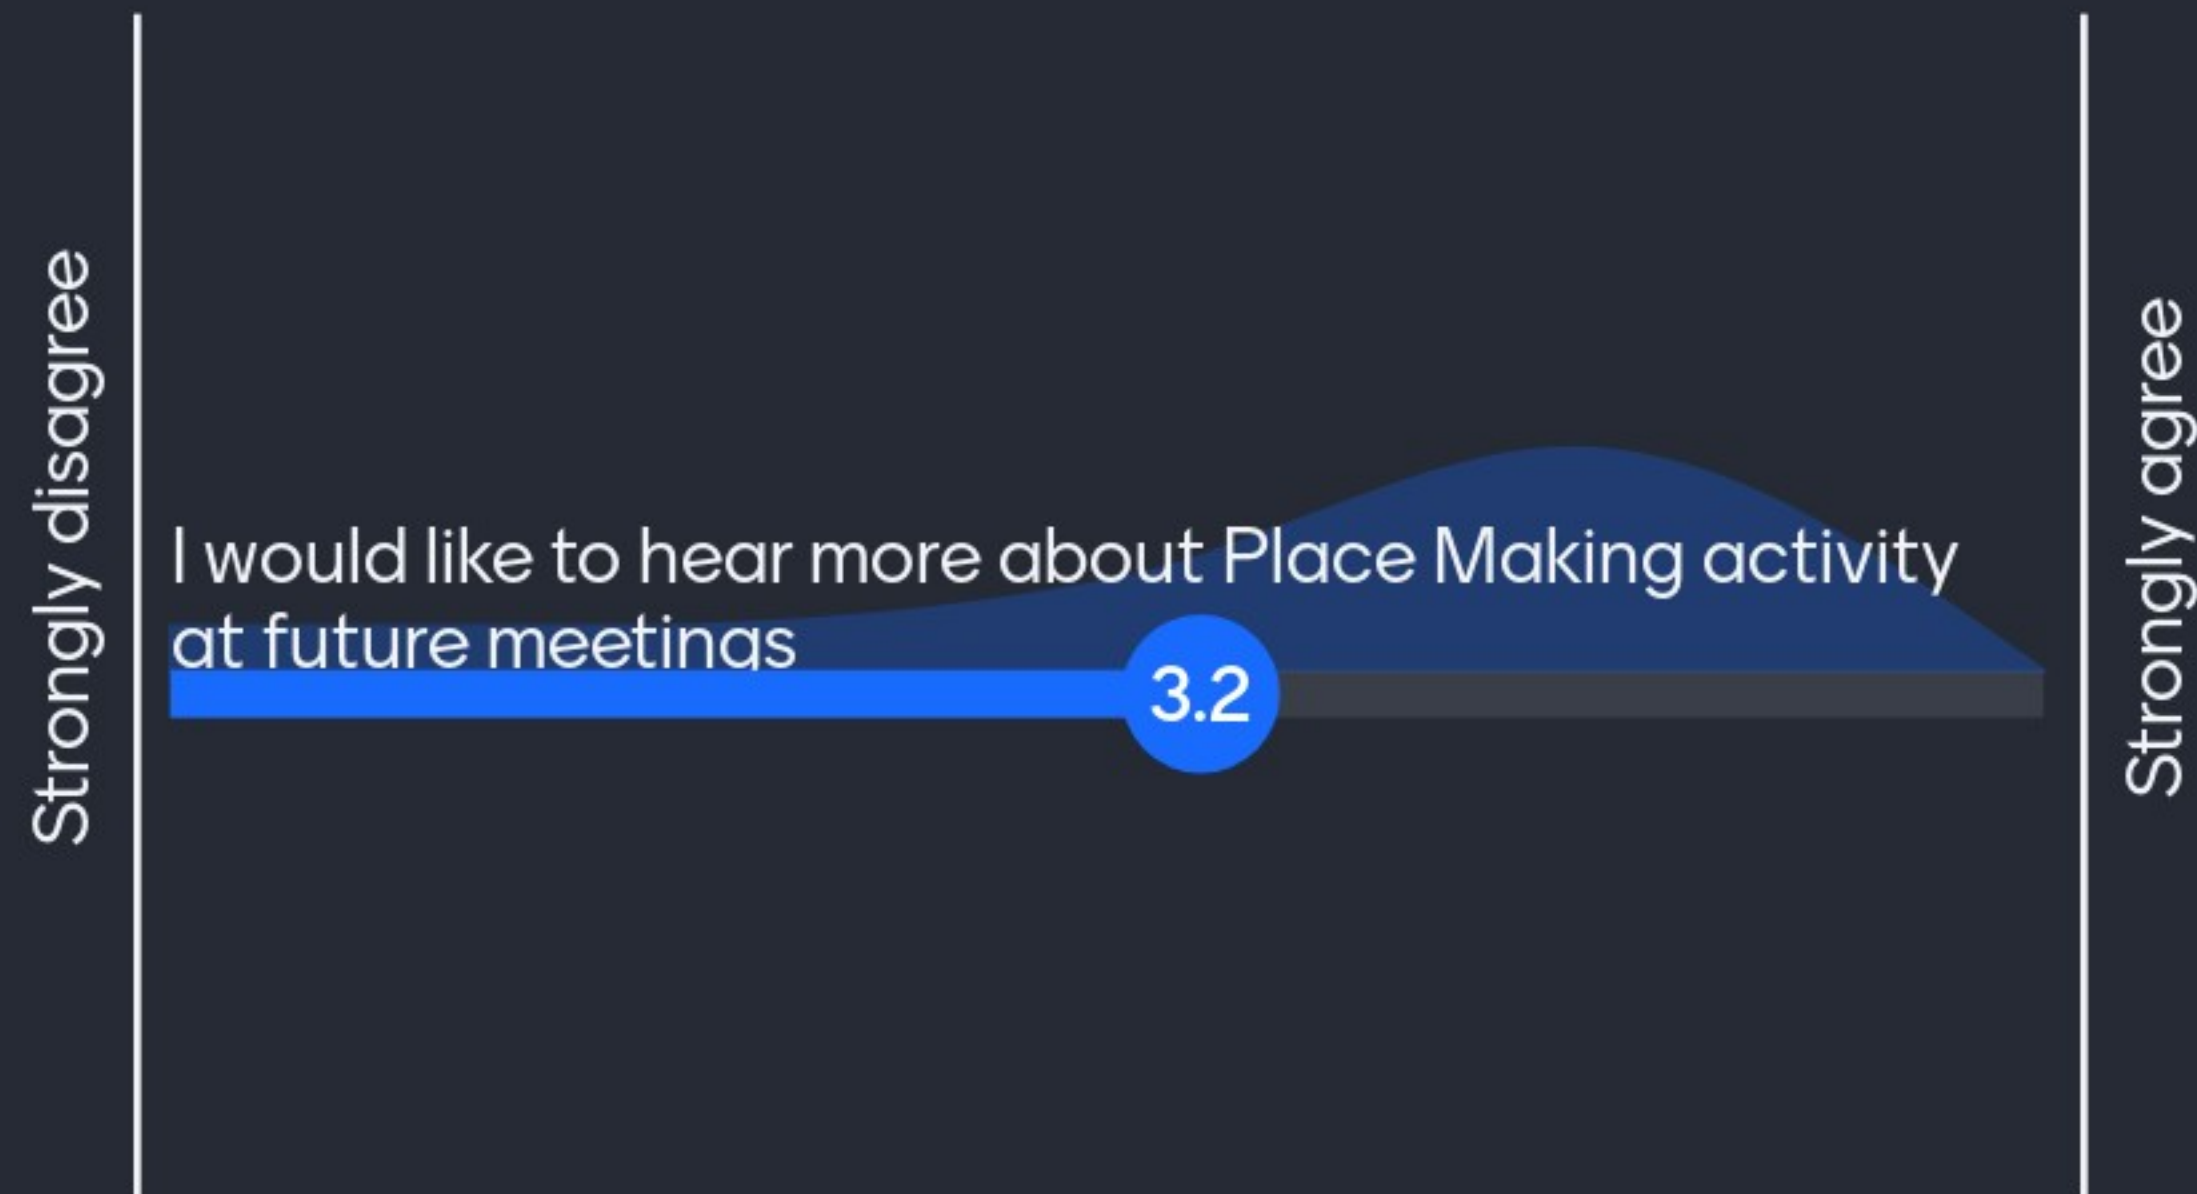 Strongly disagree
I would like to hear more about Place Making activity
at future meetings
3.2
Strongly agree